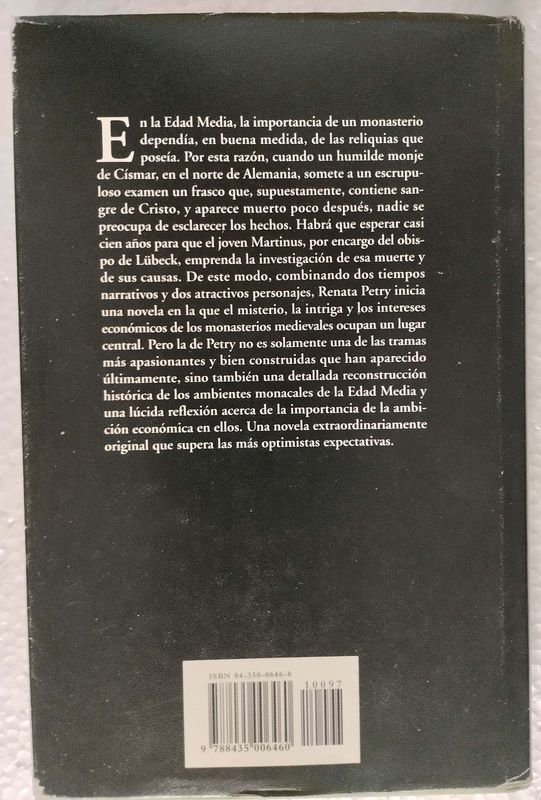 En la Edad Media, la importancia de un monasterio
dependía, en buena medida, de las reliquias que
poseía. Por esta razón, cuando un humilde monje
de Císmar, en el norte de Alemania, somete a un escrupu-
loso examen un frasco que, supuestamente, contiene san-
gre de Cristo, y aparece muerto poco después, nadie se
preocupa de esclarecer los hechos. Habrá que esperar casi
cien años para que el joven Martinus, por encargo del obis-
po de Lübeck, emprenda la investigación de esa muerte y
de sus causas. De este modo, combinando dos tiempos
narrativos y dos atractivos personajes, Renata Petry inicia
una novela en la que el misterio, la intriga y los intereses
económicos de los monasterios medievales ocupan un lugar
central. Pero la de Petry no es solamente una de las tramas
más apasionantes y bien construidas que han aparecido
últimamente, sino también una detallada reconstrucción
histórica de los ambientes monacales de la Edad Media y
una lúcida reflexión acerca de la importancia de la ambi-
ción económica en ellos. Una novela extraordinariamente
original que supera las más optimistas expectativas.
ISBN 84-350-0646-8
10097
9 788435 006460